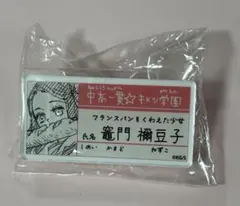 中高一貫☆キメツ学園
フランスパンをくわえた少女
氏名 竈門 禰豆子
かまど ねずこ